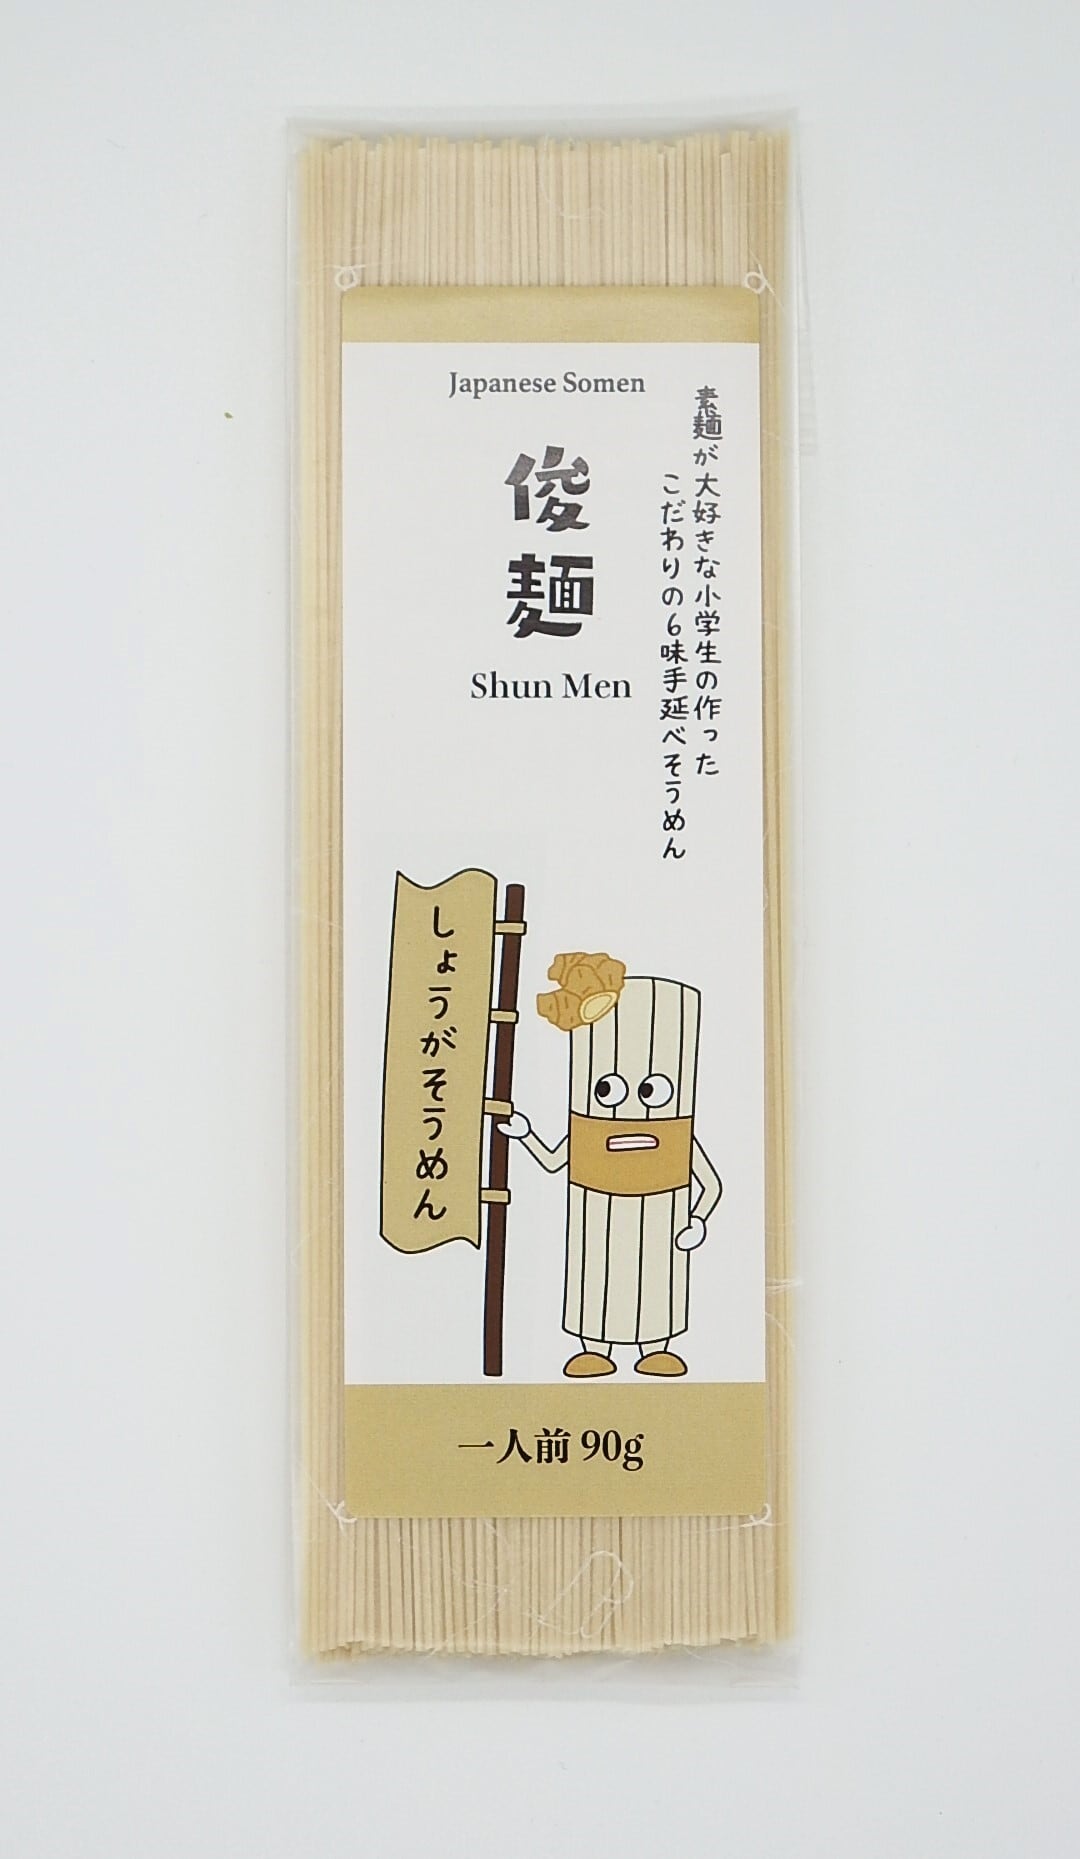 Japanese Somen
俊麺
Shun Men
素麺が大好きな小学生の作った
こだわりの6味手延べそうめん
しょうがそうめん
一人前 90g